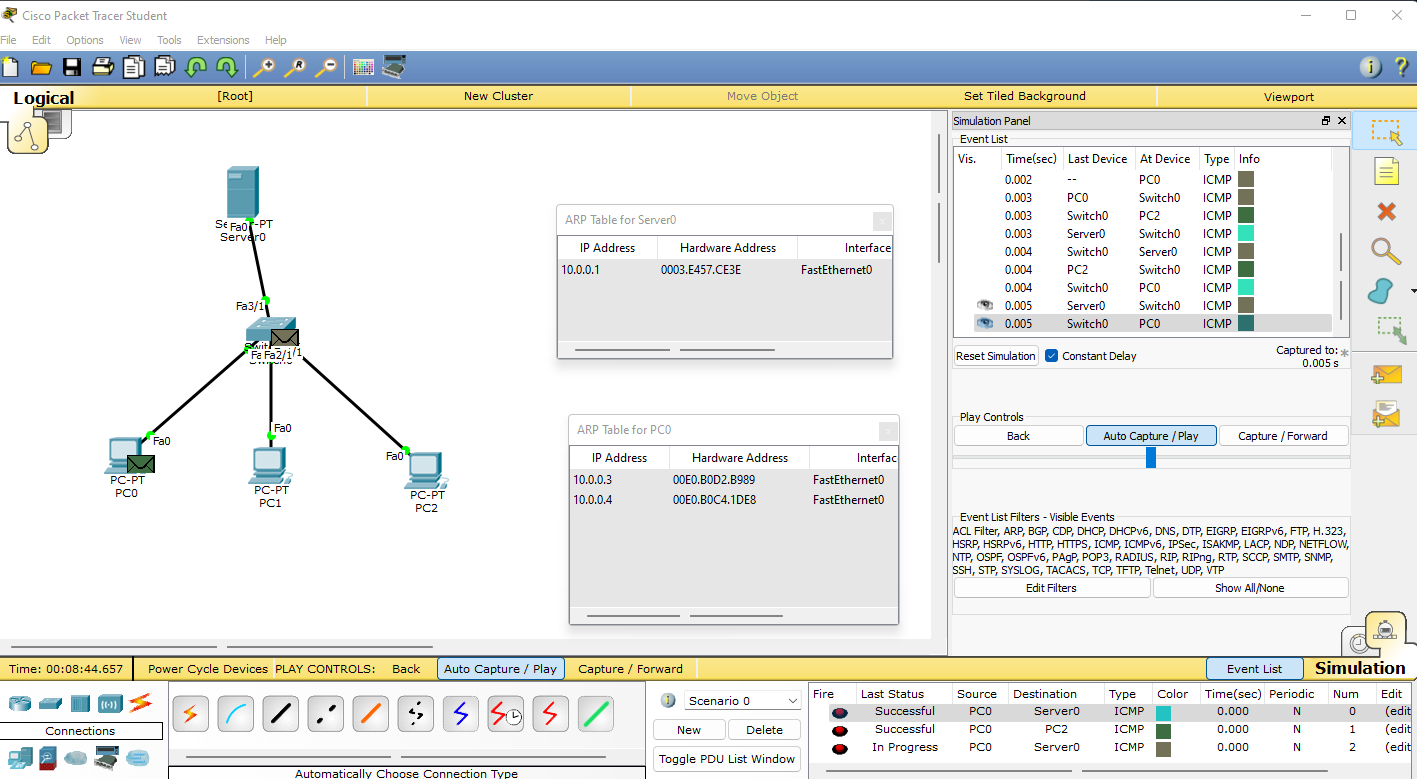 Cisco Packet Tracer Student
File Edit Options View Tools Extensions Help
Logical [Root] New Cluster Move Object Set Tiled Background Viewport
Simulation Panel
Event List
Vis. Time(sec) Last Device At Device Type Info
0.002 -- PC0 ICMP
0.003 PC0 Switch0 ICMP
0.003 Switch0 PC2 ICMP
0.003 Server0 Switch0 ICMP
0.004 Switch0 Server0 ICMP
0.004 PC2 Switch0 ICMP
0.004 Switch0 PC0 ICMP
0.005 Server0 Switch0 ICMP
0.005 Switch0 PC0 ICMP
Reset Simulation Constant Delay Captured to: *
0.005 s
Play Controls
Back Auto Capture / Play Capture / Forward
Event List Filters - Visible Events
ACL Filter, ARP, BGP, CDP, DHCP, DHCPv6, DNS, DTP, EIGRP, EIGRPv6, FTP, H.323,
HSRP, HSRPv6, HTTP, HTTPS, ICMP, ICMPv6, IPSec, ISAKMP, LACP, NDP, NETFLOW,
NTP, OSPF, OSPFv6, PAgP, POP3, RADIUS, RIP, RIPng, RTP, SCCP, SMTP, SNMP,
SSH, STP, SYSLOG, TACACS, TCP, TFTP, Telnet, UDP, VTP
Edit Filters Show All/None
Fa0 -PT
Server0
Fa3/1
Fa2/1
Fa0
PC-PT
PC0
Fa0
PC-PT
PC1
Fa0
PC-PT
PC2
ARP Table for Server0
IP Address Hardware Address Interface
10.0.0.1 0003.E457.CE3E FastEthernet0
ARP Table for PC0
IP Address Hardware Address Interfac
10.0.0.3 00E0.B0D2.B989 FastEthernet0
10.0.0.4 00E0.B0C4.1DE8 FastEthernet0
Time: 00:08:44.657 Power Cycle Devices PLAY CONTROLS: Back Auto Capture / Play Capture / Forward Event List Simulation
Connections
Automatically Choose Connection Type
Scenario 0
New Delete
Toggle PDU List Window
Fire Last Status Source Destination Type Color Time(sec) Periodic Num Edit
Successful PC0 Server0 ICMP 0.000 N 0 (edit
Successful PC0 PC2 ICMP 0.000 N 1 (edit
In Progress PC0 Server0 ICMP 0.000 N 2 (edit